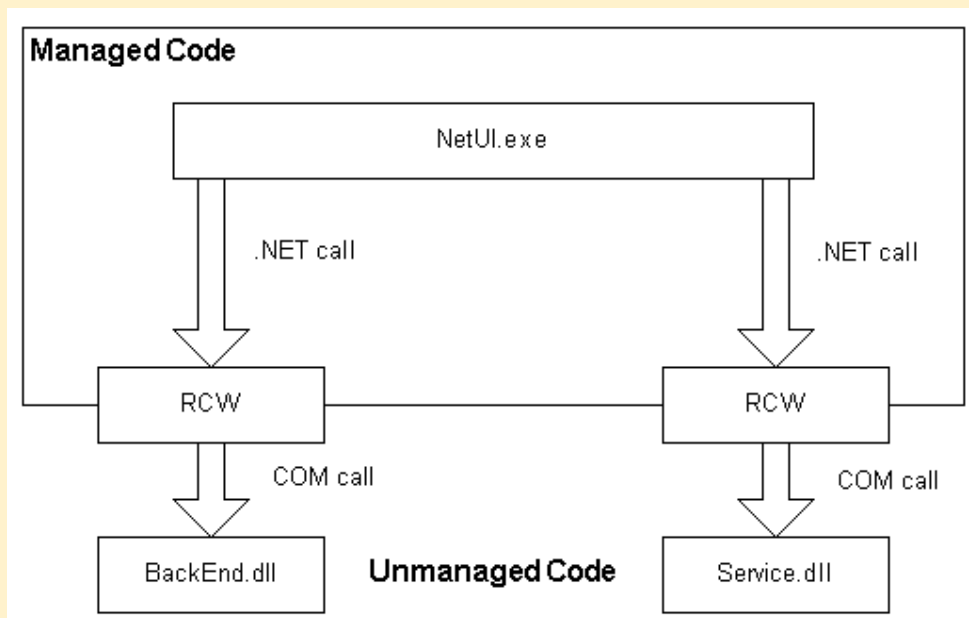 Managed Code
NetUI.exe
.NET call
.NET call
RCW
RCW
COM call
COM call
BackEnd.dll
Unmanaged Code
Service.dll